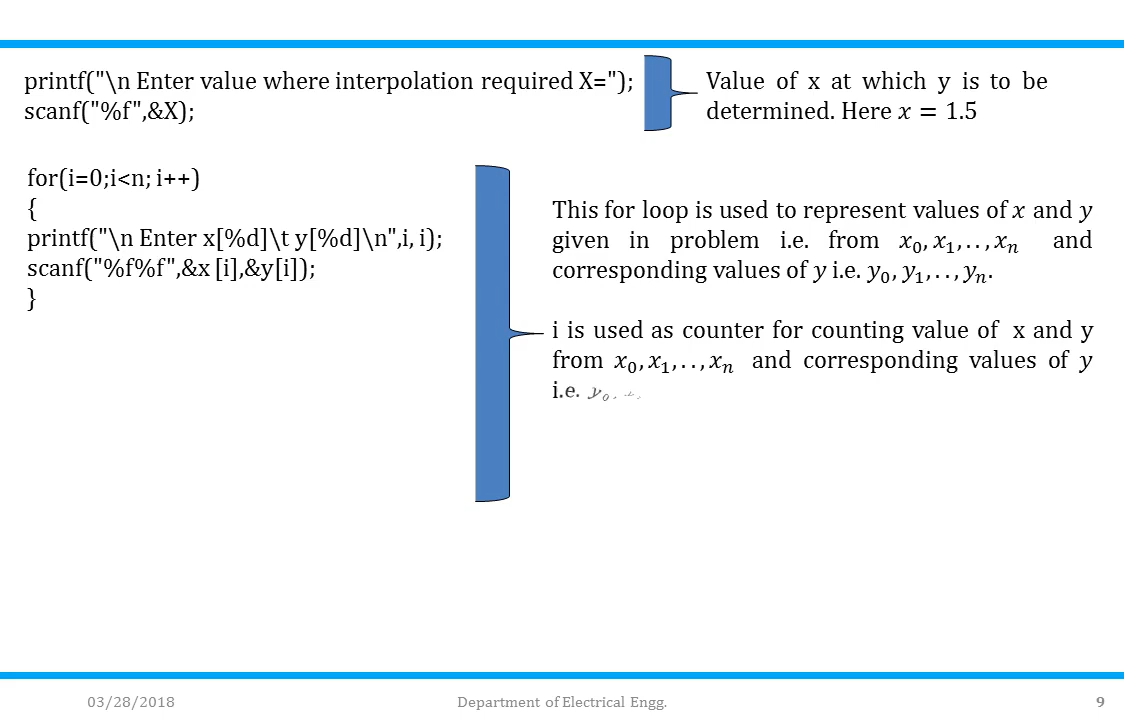 printf("\n Enter value where interpolation required X=");
scanf("%f",&X);
Value of x at which y is to be
determined. Here x = 1.5
for(i=0;i<n; i++)
{
printf("\n Enter x[%d]\t y[%d]\n",i, i);
scanf("%f%f",&x [i],&y[i]);
}
This for loop is used to represent values of x and y
given in problem i.e. from x₀, x₁, . . , xₙ and
corresponding values of y i.e. y₀, y₁, . . , yₙ.
i is used as counter for counting value of x and y
from x₀, x₁, . . , xₙ and corresponding values of y
i.e. y₀,
03/28/2018
Department of Electrical Engg.
9